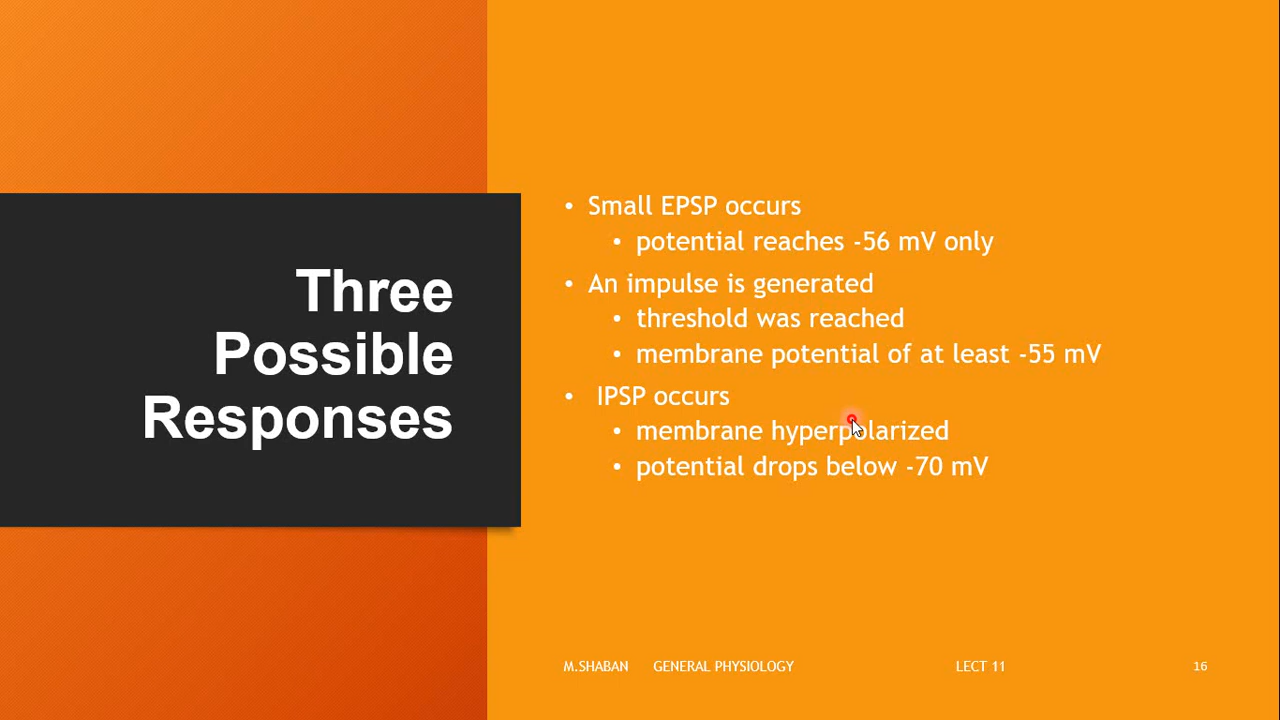 Three
Possible
Responses
• Small EPSP occurs
• potential reaches -56 mV only
• An impulse is generated
• threshold was reached
• membrane potential of at least -55 mV
• IPSP occurs
• membrane hyperpolarized
• potential drops below -70 mV
M.SHABAN GENERAL PHYSIOLOGY LECT 11 16